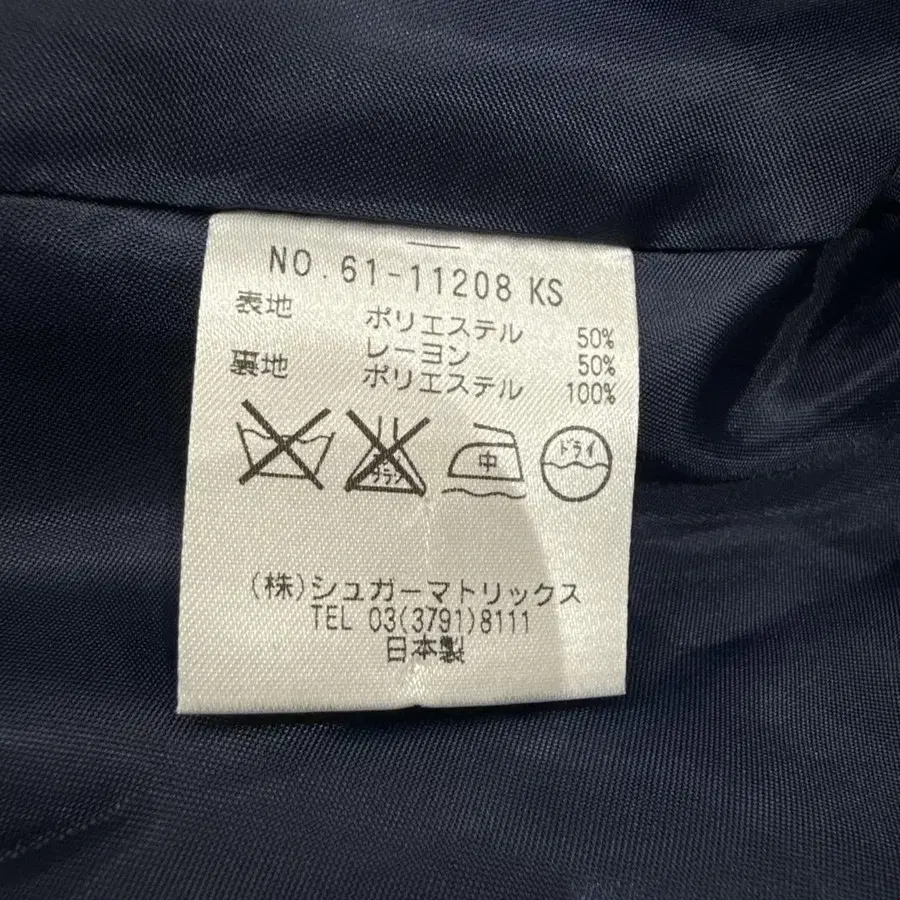 NO.61-11208 KS
表地 ポリエステル 50%
レーヨン 50%
裏地 ポリエステル 100%
中 ドライ
(株)シュガーマトリックス
TEL 03(3791)8111
日本製